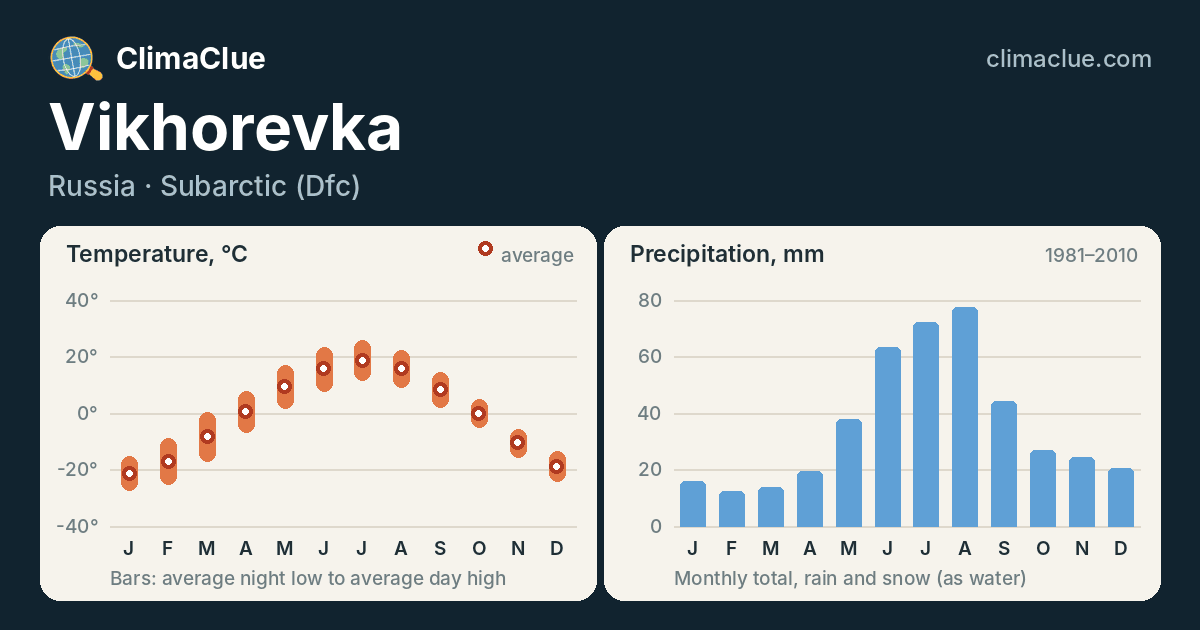 ClimaClue
climaclue.com
Vikhorevka
Russia · Subarctic (Dfc)
Temperature, °C
average
40°
20°
0°
-20°
-40°
J F M A M J J A S O N D
Bars: average night low to average day high
Precipitation, mm
1981–2010
80
60
40
20
0
J F M A M J J A S O N D
Monthly total, rain and snow (as water)